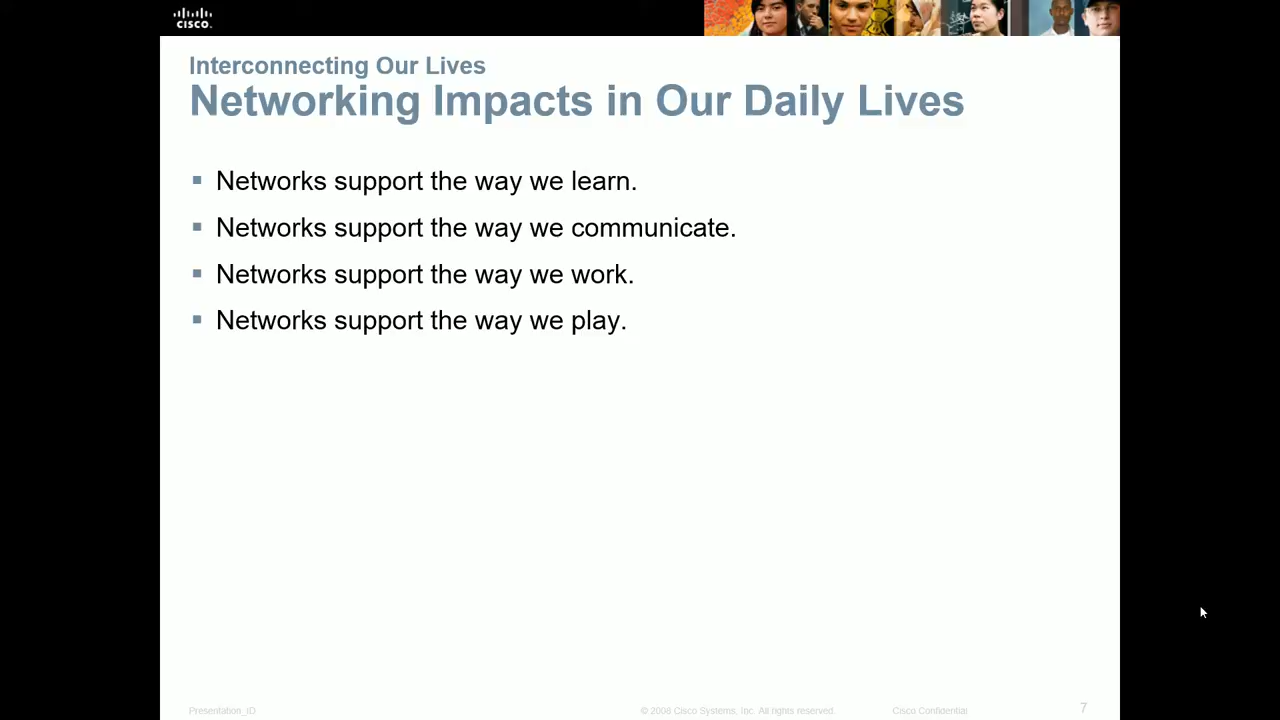 CISCO.
Interconnecting Our Lives
Networking Impacts in Our Daily Lives
▪ Networks support the way we learn.
▪ Networks support the way we communicate.
▪ Networks support the way we work.
▪ Networks support the way we play.
Presentation_ID © 2008 Cisco Systems, Inc. All rights reserved. Cisco Confidential 7